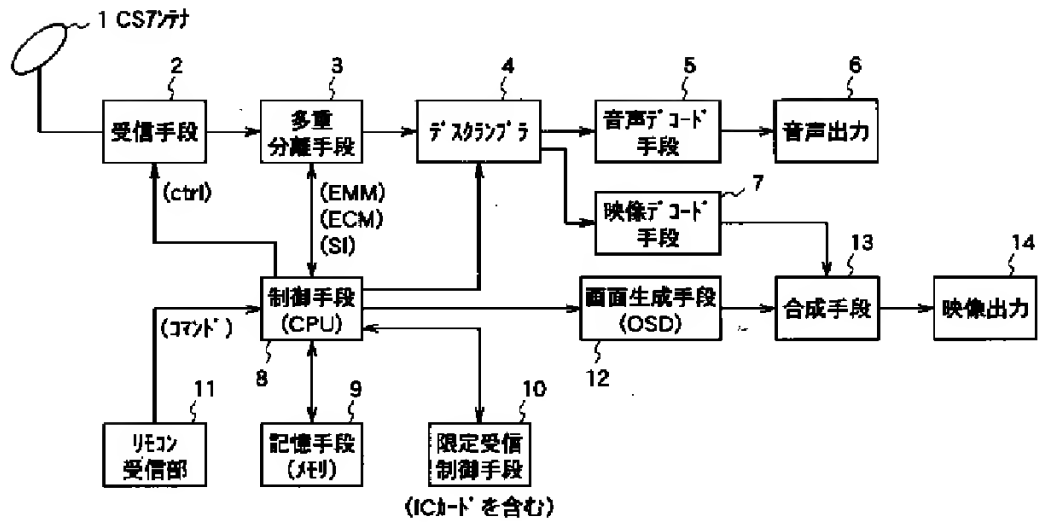 1 CSｱﾝﾃﾅ
2
3
4
5
6
受信手段
多重
分離手段
ﾃﾞｽｸﾗﾝﾌﾞﾗ
音声ﾃﾞｺｰﾄﾞ
手段
音声出力
(ctrl)
(EMM)
(ECM)
(SI)
7
映像ﾃﾞｺｰﾄﾞ
手段
13
14
制御手段
(CPU)
画面生成手段
(OSD)
合成手段
映像出力
(ｺﾏﾝﾄﾞ)
8
12
11
9
10
ﾘﾓｺﾝ
受信部
記憶手段
(ﾒﾓﾘ)
限定受信
制御手段
(ICｶｰﾄﾞを含む)